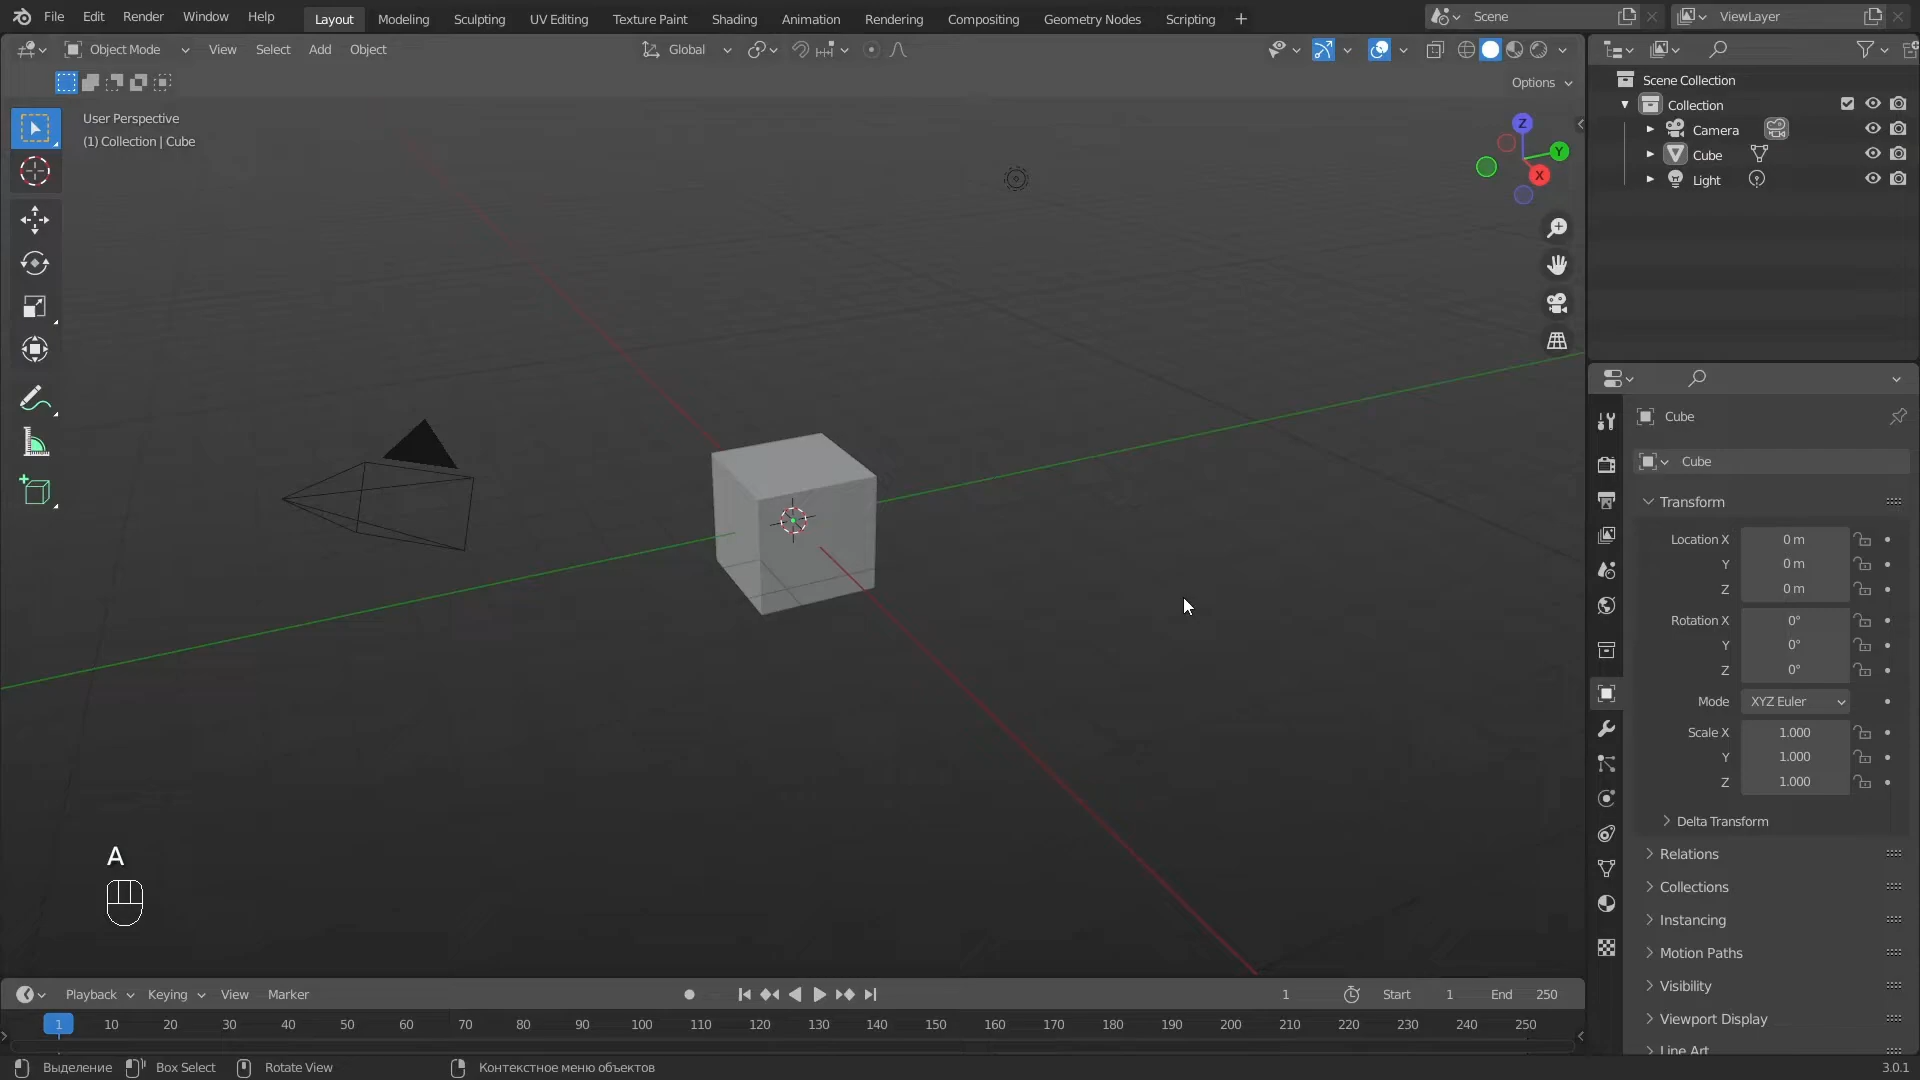 File Edit Render Window Help Layout Modeling Sculpting UV Editing Texture Paint Shading Animation Rendering Compositing Geometry Nodes Scripting + Scene ViewLayer
Object Mode View Select Add Object Global
Options
User Perspective
(1) Collection | Cube
Z
Y
X
Scene Collection
Collection
Camera
Cube
Light
Cube
Cube
Transform
Location X 0 m
Y 0 m
Z 0 m
Rotation X 0°
Y 0°
Z 0°
Mode XYZ Euler
Scale X 1.000
Y 1.000
Z 1.000
Delta Transform
Relations
Collections
Instancing
Motion Paths
Visibility
Viewport Display
Line Art
A
Playback Keying View Marker 1 Start 1 End 250
1 10 20 30 40 50 60 70 80 90 100 110 120 130 140 150 160 170 180 190 200 210 220 230 240 250
Выделение Box Select Rotate View Контекстное меню объектов 3.0.1